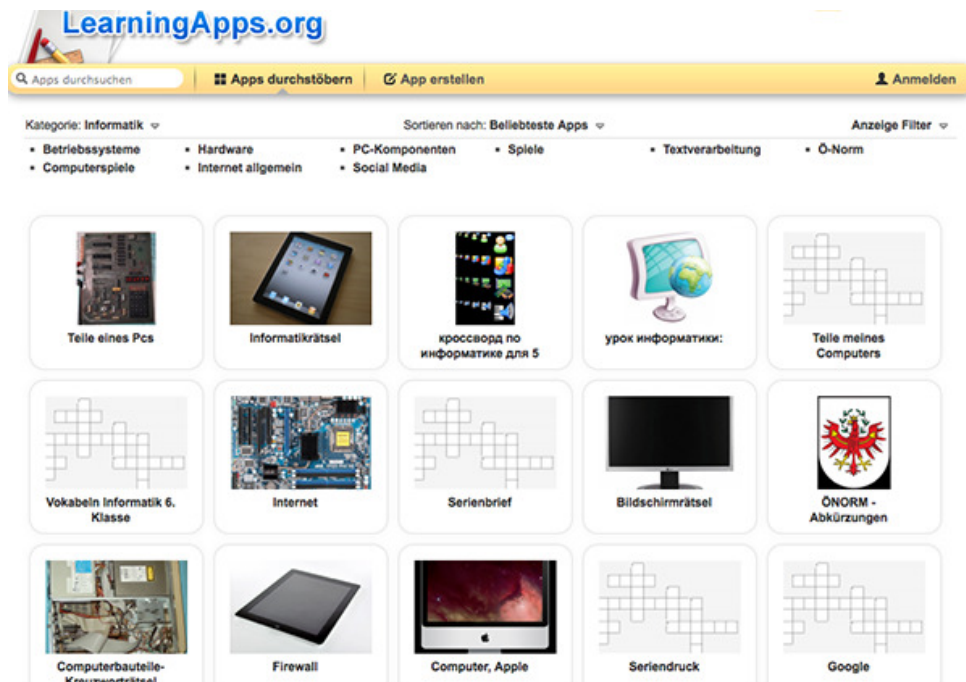 LearningApps.org
Apps durchsuchen
Apps durchstöbern
App erstellen
Anmelden
Kategorie: Informatik
Sortieren nach: Beliebteste Apps
Anzeige Filter
Betriebssysteme
Hardware
PC-Komponenten
Spiele
Textverarbeitung
Ö-Norm
Computerspiele
Internet allgemein
Social Media
Teile eines Pcs
Informatikrätsel
кроссворд по
информатике для 5
урок информатики:
Teile meines
Computers
Vokabeln Informatik 6.
Klasse
Internet
Serienbrief
Bildschirmrätsel
ÖNORM -
Abkürzungen
Computerbauteile-
Kreuzworträtsel
Firewall
Computer, Apple
Seriendruck
Google